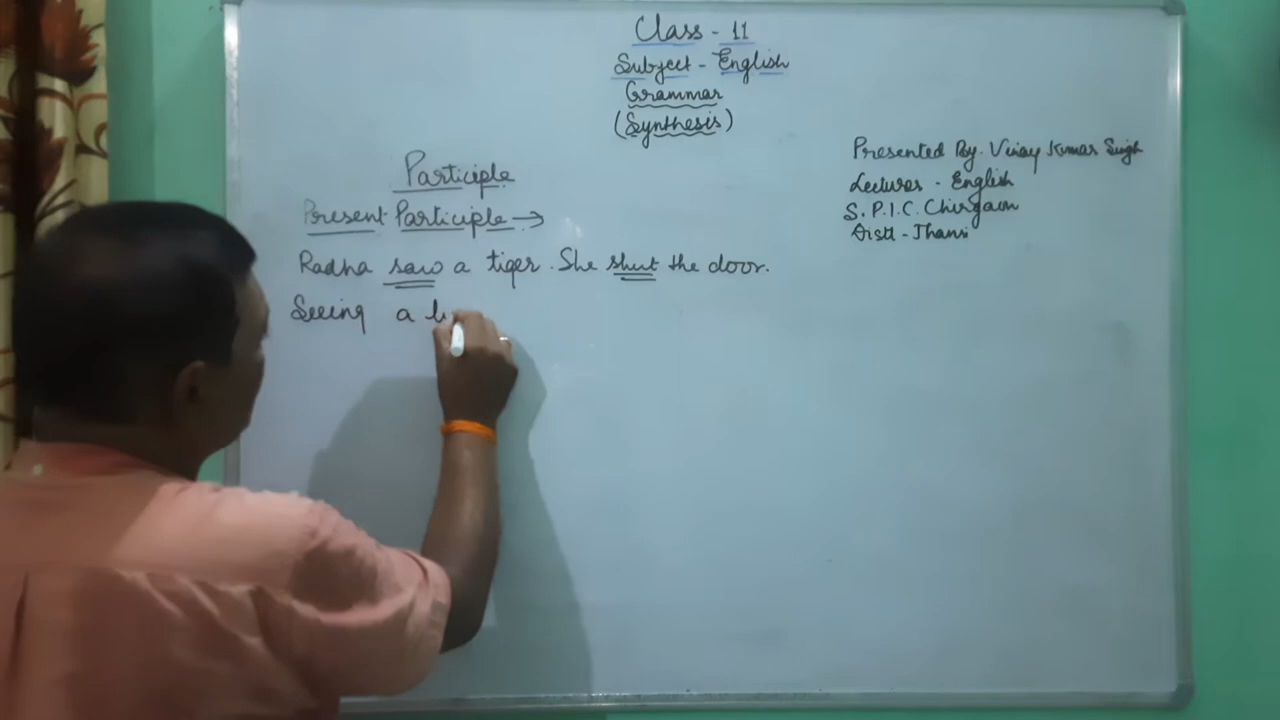 Class - 11
Subject - English
Grammar
(Synthesis)
Presented By. Vinay Kumar Singh
Lecturer - English
S. P. I. C. Chirgaon
Distt - Jhansi
Participle
Present Participle →
Radha saw a tiger. She shut the door.
Seeing a